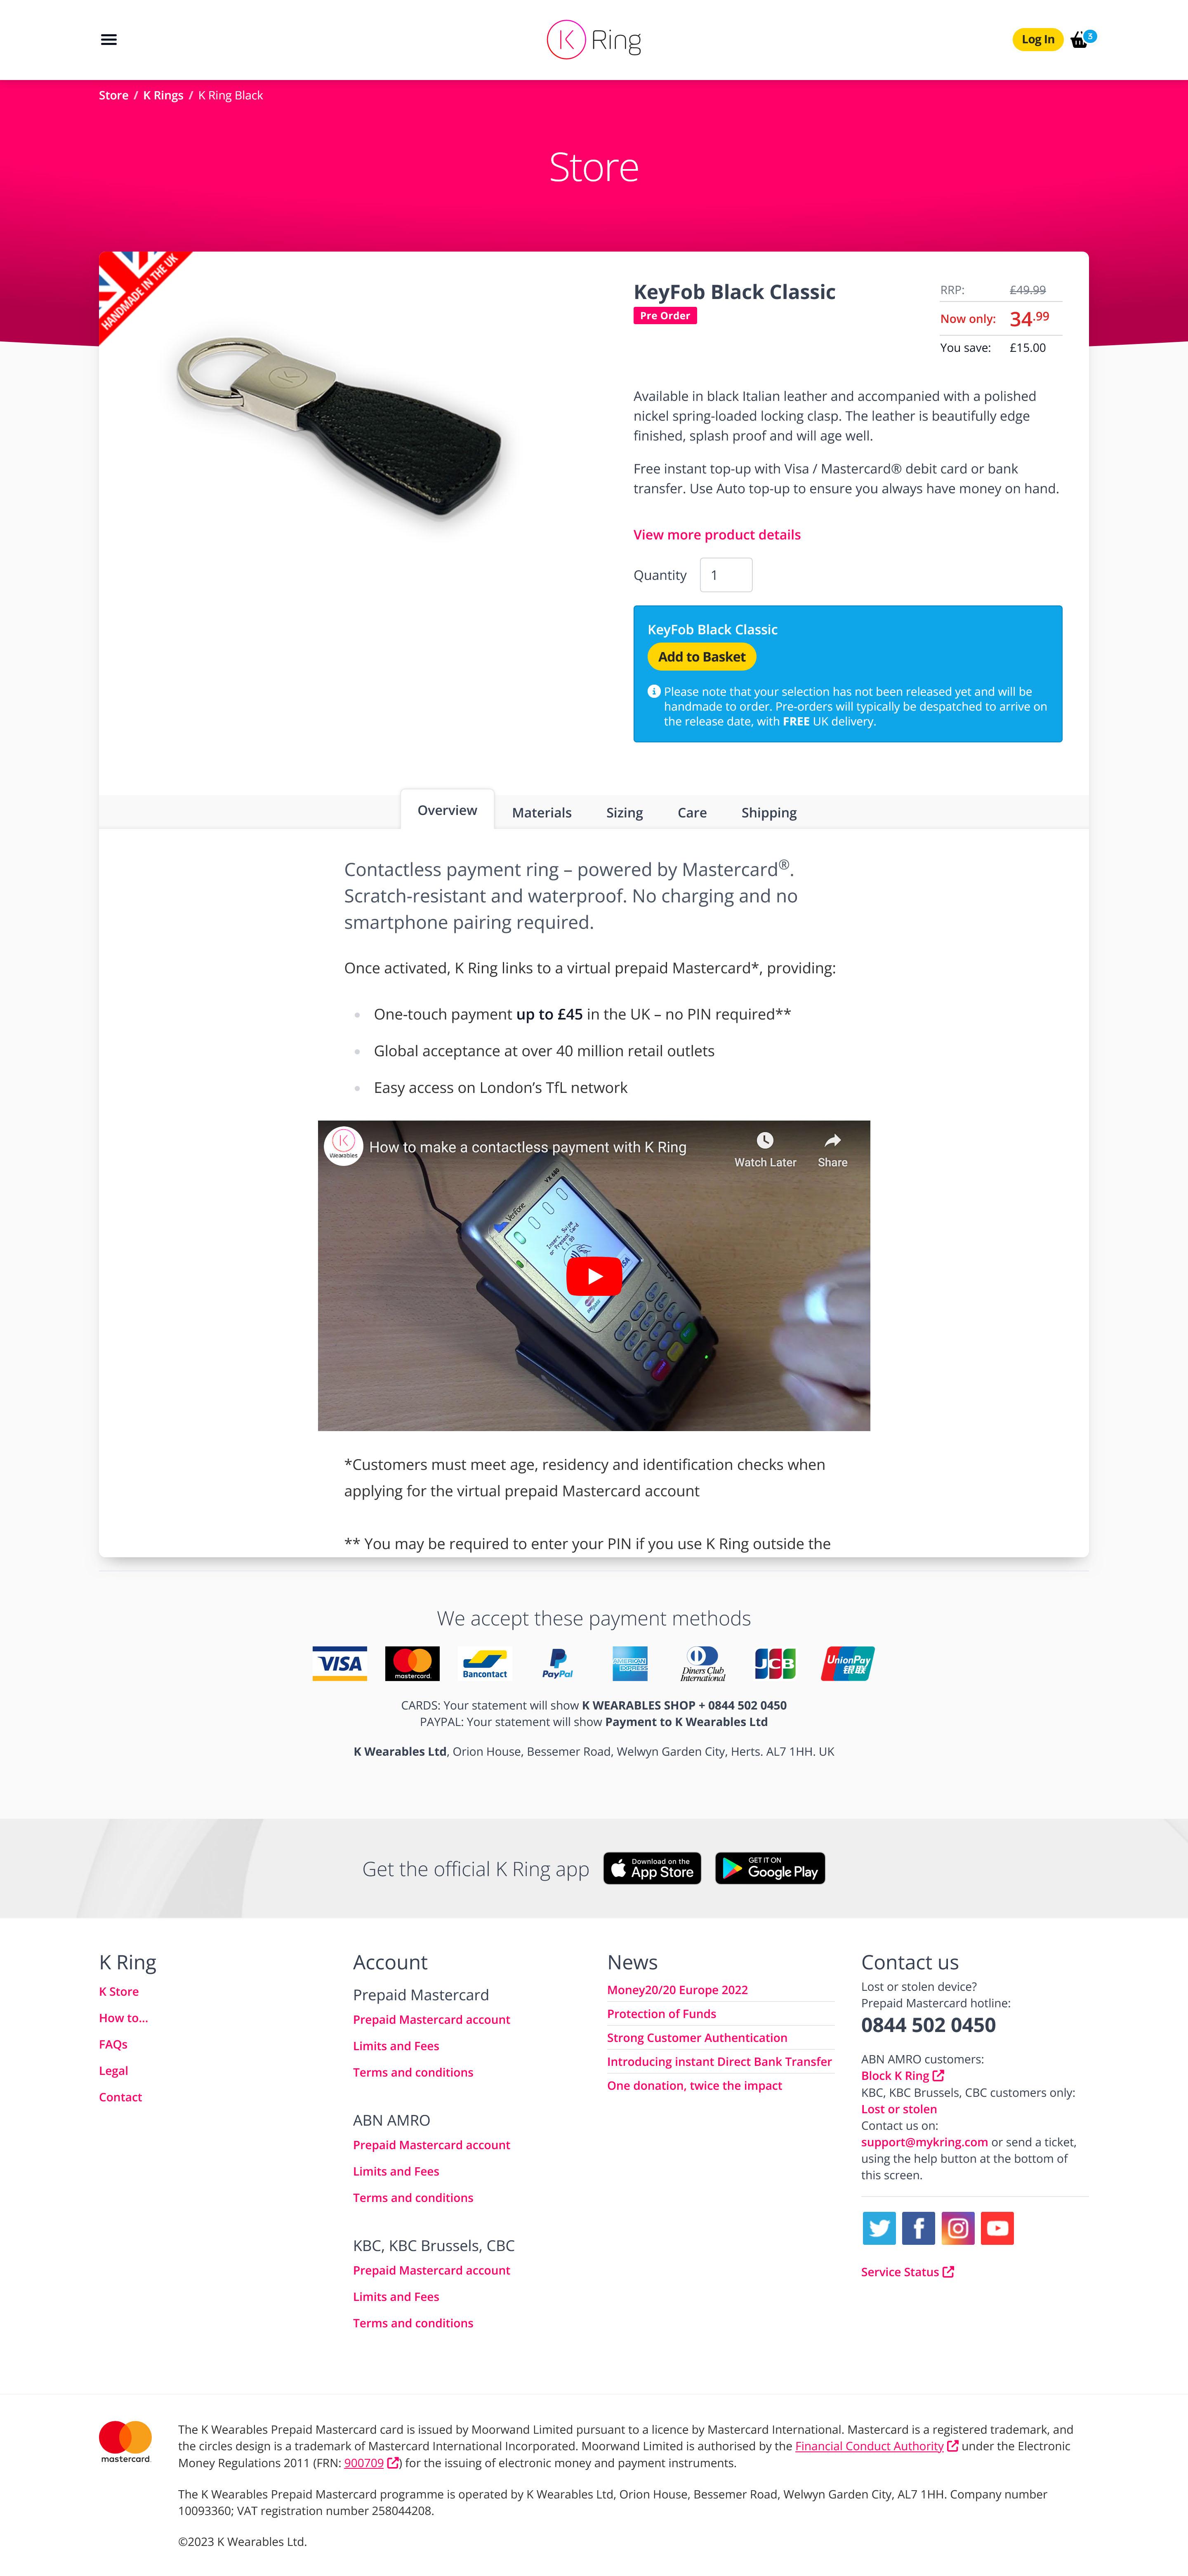 K Ring
Log In
3
Store / K Rings / K Ring Black
Store
HANDMADE IN THE UK
KeyFob Black Classic
Pre Order
RRP: £49.99
Now only: 34.99
You save: £15.00
Available in black Italian leather and accompanied with a polished
nickel spring-loaded locking clasp. The leather is beautifully edge
finished, splash proof and will age well.
Free instant top-up with Visa / Mastercard® debit card or bank
transfer. Use Auto top-up to ensure you always have money on hand.
View more product details
Quantity 1
KeyFob Black Classic
Add to Basket
Please note that your selection has not been released yet and will be
handmade to order. Pre-orders will typically be despatched to arrive on
the release date, with FREE UK delivery.
Overview Materials Sizing Care Shipping
Contactless payment ring – powered by Mastercard®.
Scratch-resistant and waterproof. No charging and no
smartphone pairing required.
Once activated, K Ring links to a virtual prepaid Mastercard*, providing:
One-touch payment up to £45 in the UK – no PIN required**
Global acceptance at over 40 million retail outlets
Easy access on London’s TfL network
K
Wearables
How to make a contactless payment with K Ring
Watch Later
Share
VX 680
Verifone
Insert, Swipe
or Present Card
£ 1.99
VISA
*Customers must meet age, residency and identification checks when
applying for the virtual prepaid Mastercard account
** You may be required to enter your PIN if you use K Ring outside the
We accept these payment methods
VISA
mastercard
Bancontact
PayPal
AMERICAN EXPRESS
Diners Club International
JCB
UnionPay 银联
CARDS: Your statement will show K WEARABLES SHOP + 0844 502 0450
PAYPAL: Your statement will show Payment to K Wearables Ltd
K Wearables Ltd, Orion House, Bessemer Road, Welwyn Garden City, Herts. AL7 1HH. UK
Get the official K Ring app
Download on the App Store
GET IT ON Google Play
K Ring
K Store
How to...
FAQs
Legal
Contact
Account
Prepaid Mastercard
Prepaid Mastercard account
Limits and Fees
Terms and conditions
ABN AMRO
Prepaid Mastercard account
Limits and Fees
Terms and conditions
KBC, KBC Brussels, CBC
Prepaid Mastercard account
Limits and Fees
Terms and conditions
News
Money20/20 Europe 2022
Protection of Funds
Strong Customer Authentication
Introducing instant Direct Bank Transfer
One donation, twice the impact
Contact us
Lost or stolen device?
Prepaid Mastercard hotline:
0844 502 0450
ABN AMRO customers:
Block K Ring
KBC, KBC Brussels, CBC customers only:
Lost or stolen
Contact us on:
support@mykring.com or send a ticket,
using the help button at the bottom of
this screen.
Service Status
mastercard
The K Wearables Prepaid Mastercard card is issued by Moorwand Limited pursuant to a licence by Mastercard International. Mastercard is a registered trademark, and
the circles design is a trademark of Mastercard International Incorporated. Moorwand Limited is authorised by the Financial Conduct Authority under the Electronic
Money Regulations 2011 (FRN: 900709) for the issuing of electronic money and payment instruments.
The K Wearables Prepaid Mastercard programme is operated by K Wearables Ltd, Orion House, Bessemer Road, Welwyn Garden City, AL7 1HH. Company number
10093360; VAT registration number 258044208.
©2023 K Wearables Ltd.